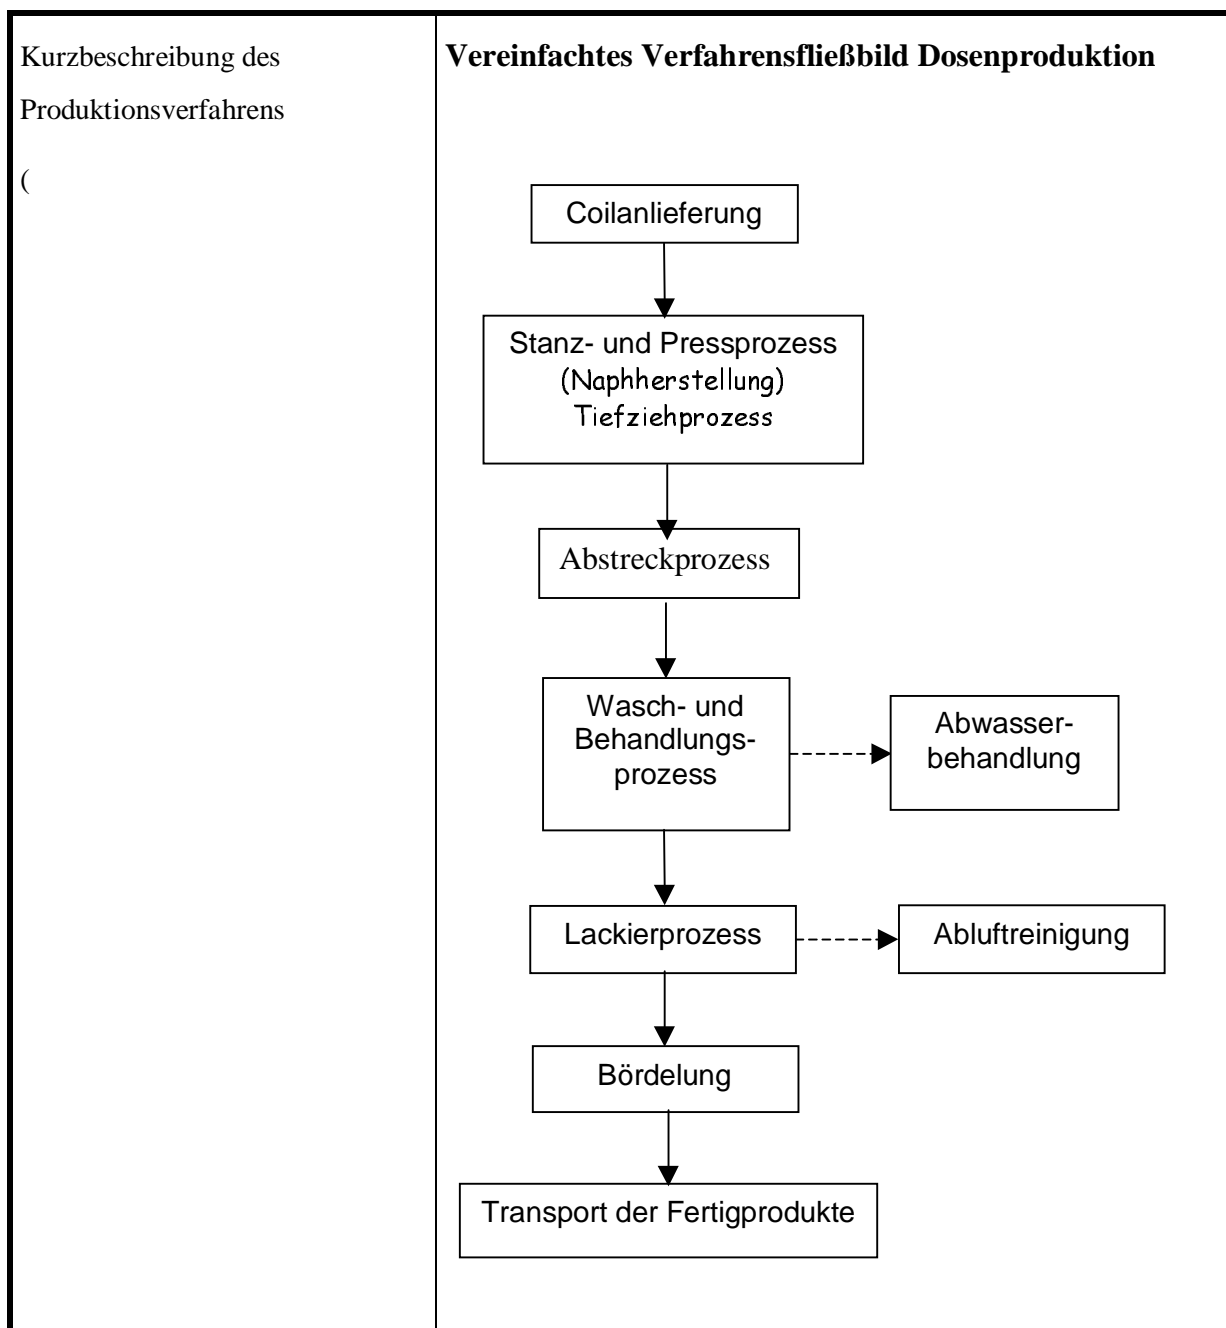 Kurzbeschreibung des
Produktionsverfahrens
(
Vereinfachtes Verfahrensfließbild Dosenproduktion
Coilanlieferung
Stanz- und Pressprozess
(Naphherstellung)
Tiefziehprozess
Abstreckprozess
Wasch- und
Behandlungs-
prozess
Abwasser-
behandlung
Lackierprozess
Abluftreinigung
Bördelung
Transport der Fertigprodukte